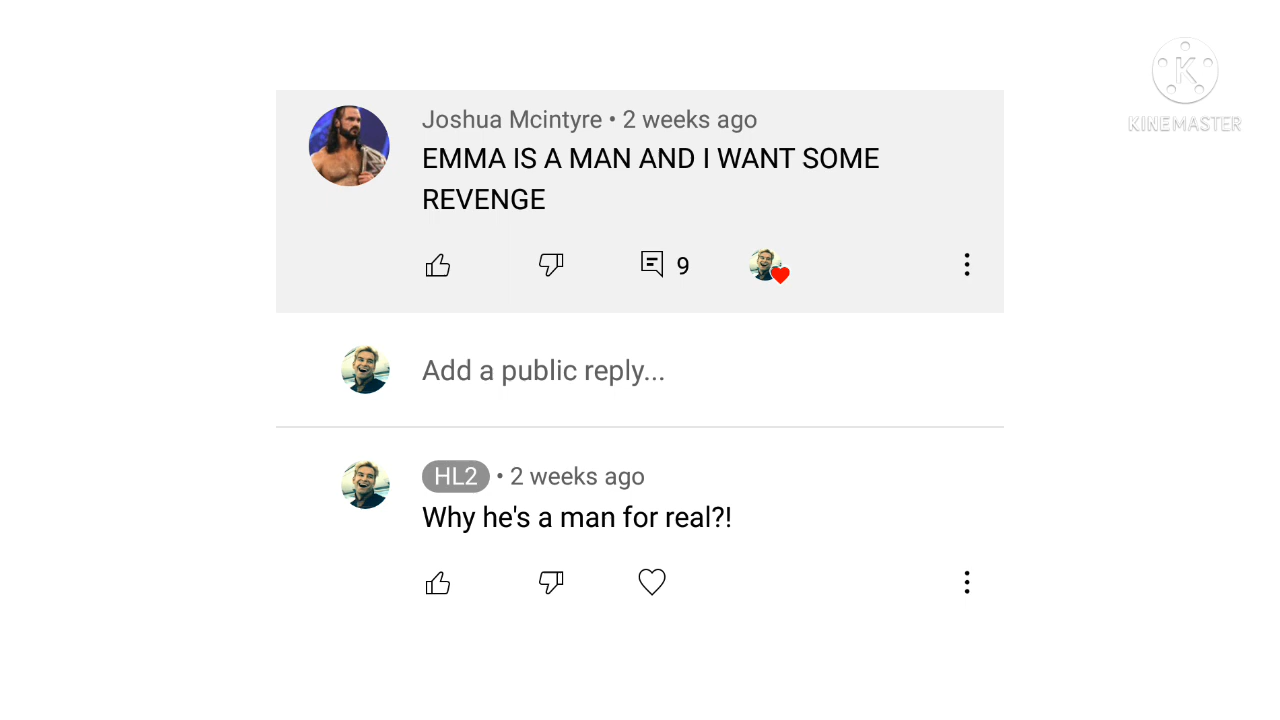 KINEMASTER
Joshua Mcintyre • 2 weeks ago
EMMA IS A MAN AND I WANT SOME
REVENGE
9
Add a public reply...
HL2 • 2 weeks ago
Why he's a man for real?!